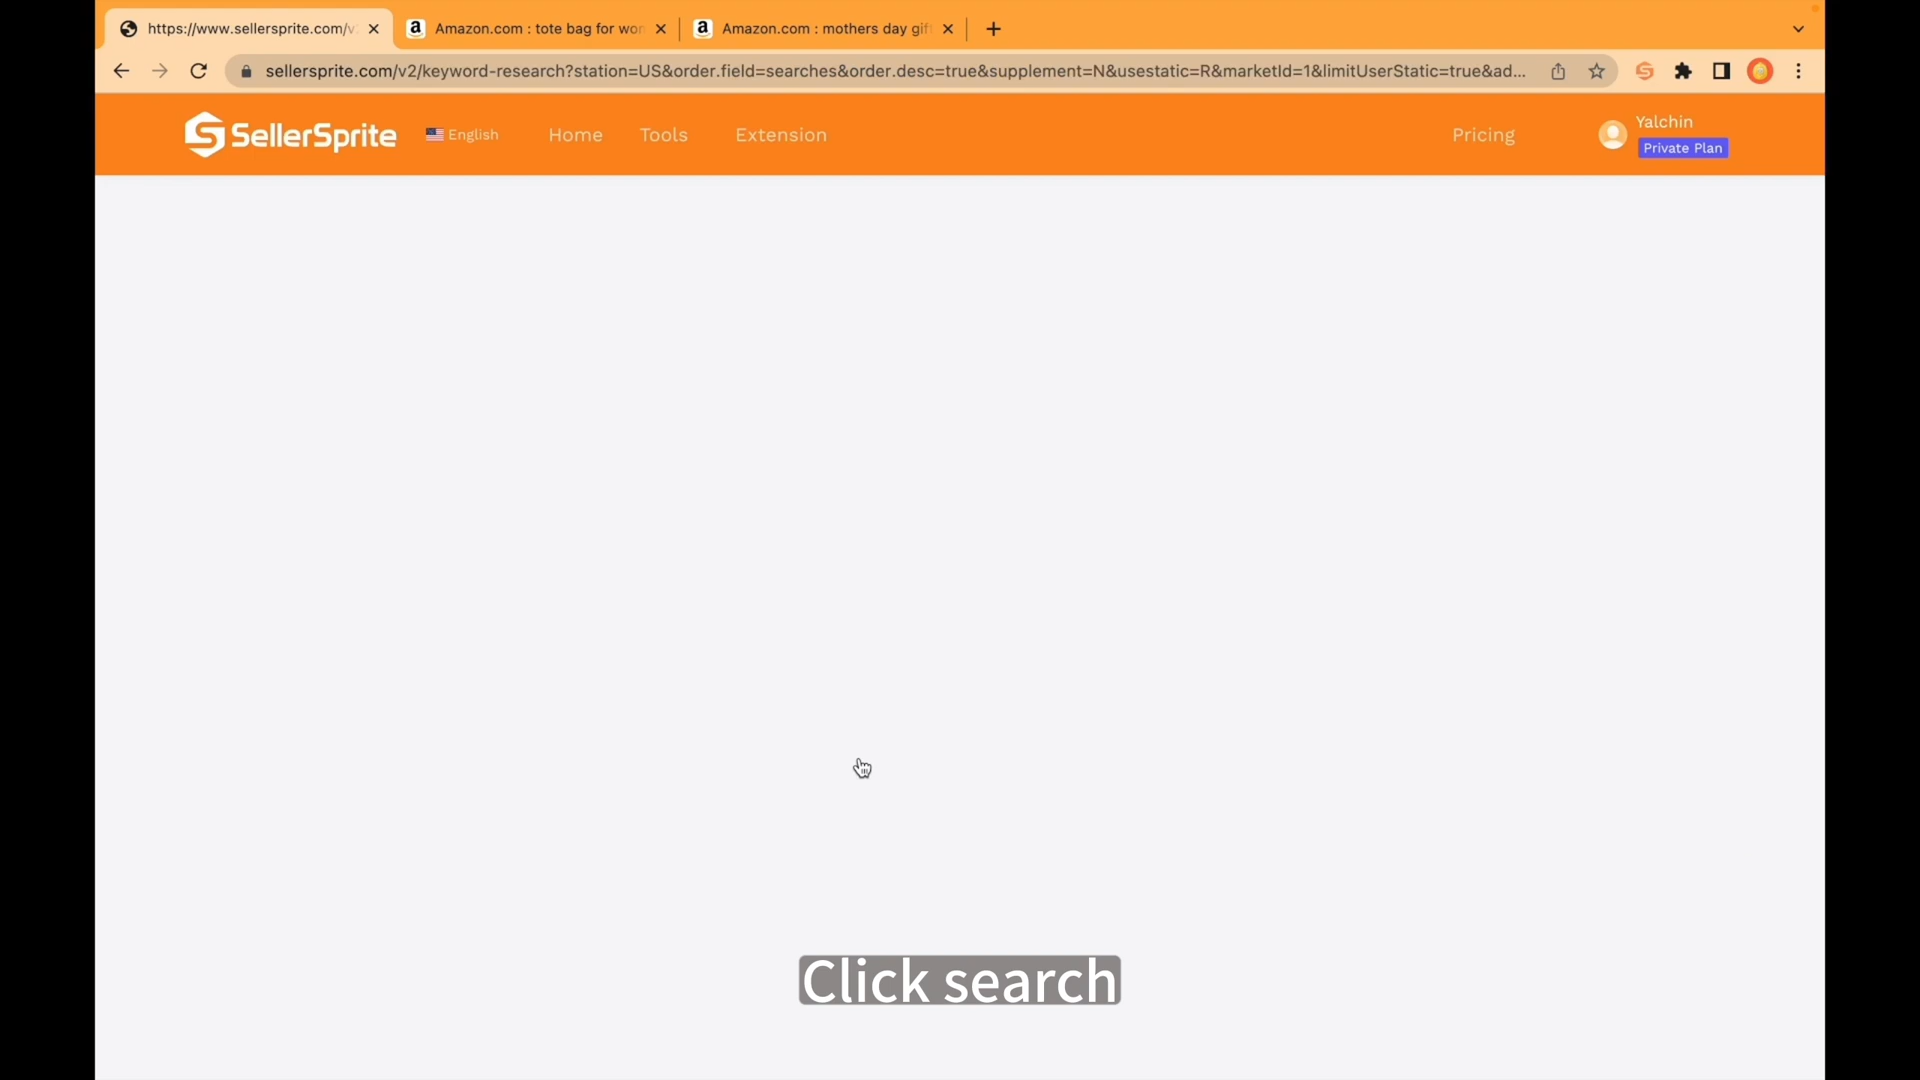 https://www.sellersprite.com/v
Amazon.com : tote bag for wor
Amazon.com : mothers day gif
sellersprite.com/v2/keyword-research?station=US&order.field=searches&order.desc=true&supplement=N&usestatic=R&marketId=1&limitUserStatic=true&ad...
SellerSprite
English
Home
Tools
Extension
Pricing
Yalchin
Private Plan
Click search